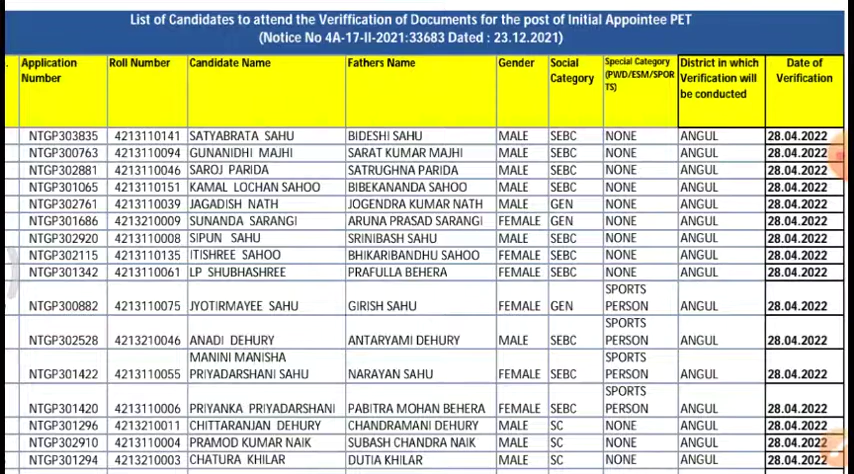 List of Candidates to attend the Veriffication of Documents for the post of Initial Appointee PET
(Notice No 4A-17-II-2021:33683 Dated : 23.12.2021)
. Application Number Roll Number Candidate Name Fathers Name Gender Social Category Special Category (PWD/ESM/SPORTS) District in which Verification will be conducted Date of Verification
NTGP303835 4213110141 SATYABRATA SAHU BIDESHI SAHU MALE SEBC NONE ANGUL 28.04.2022
NTGP300763 4213110094 GUNANIDHI MAJHI SARAT KUMAR MAJHI MALE SEBC NONE ANGUL 28.04.2022
NTGP302881 4213110046 SAROJ PARIDA SATRUGHNA PARIDA MALE SEBC NONE ANGUL 28.04.2022
NTGP301065 4213110151 KAMAL LOCHAN SAHOO BIBEKANANDA SAHOO MALE SEBC NONE ANGUL 28.04.2022
NTGP302761 4213110039 JAGADISH NATH JOGENDRA KUMAR NATH MALE GEN NONE ANGUL 28.04.2022
NTGP301686 4213210009 SUNANDA SARANGI ARUNA PRASAD SARANGI FEMALE GEN NONE ANGUL 28.04.2022
NTGP302920 4213110008 SIPUN SAHU SRINIBASH SAHU MALE SEBC NONE ANGUL 28.04.2022
NTGP302115 4213110135 ITISHREE SAHOO BHIKARIBANDHU SAHOO FEMALE SEBC NONE ANGUL 28.04.2022
NTGP301342 4213110061 LP SHUBHASHREE PRAFULLA BEHERA FEMALE SEBC NONE ANGUL 28.04.2022
NTGP300882 4213110075 JYOTIRMAYEE SAHU GIRISH SAHU FEMALE GEN SPORTS PERSON ANGUL 28.04.2022
NTGP302528 4213210046 ANADI DEHURY ANTARYAMI DEHURY MALE SEBC SPORTS PERSON ANGUL 28.04.2022
NTGP301422 4213110055 MANINI MANISHA PRIYADARSHANI SAHU NARAYAN SAHU FEMALE SEBC SPORTS PERSON ANGUL 28.04.2022
NTGP301420 4213110006 PRIYANKA PRIYADARSHANI PABITRA MOHAN BEHERA FEMALE SEBC SPORTS PERSON ANGUL 28.04.2022
NTGP301296 4213210011 CHITTARANJAN DEHURY CHANDRAMANI DEHURY MALE SC NONE ANGUL 28.04.2022
NTGP302910 4213110004 PRAMOD KUMAR NAIK SUBASH CHANDRA NAIK MALE SC NONE ANGUL 28.04.2022
NTGP301294 4213210003 CHATURA KHILAR DUTIA KHILAR MALE SC NONE ANGUL 28.04.2022